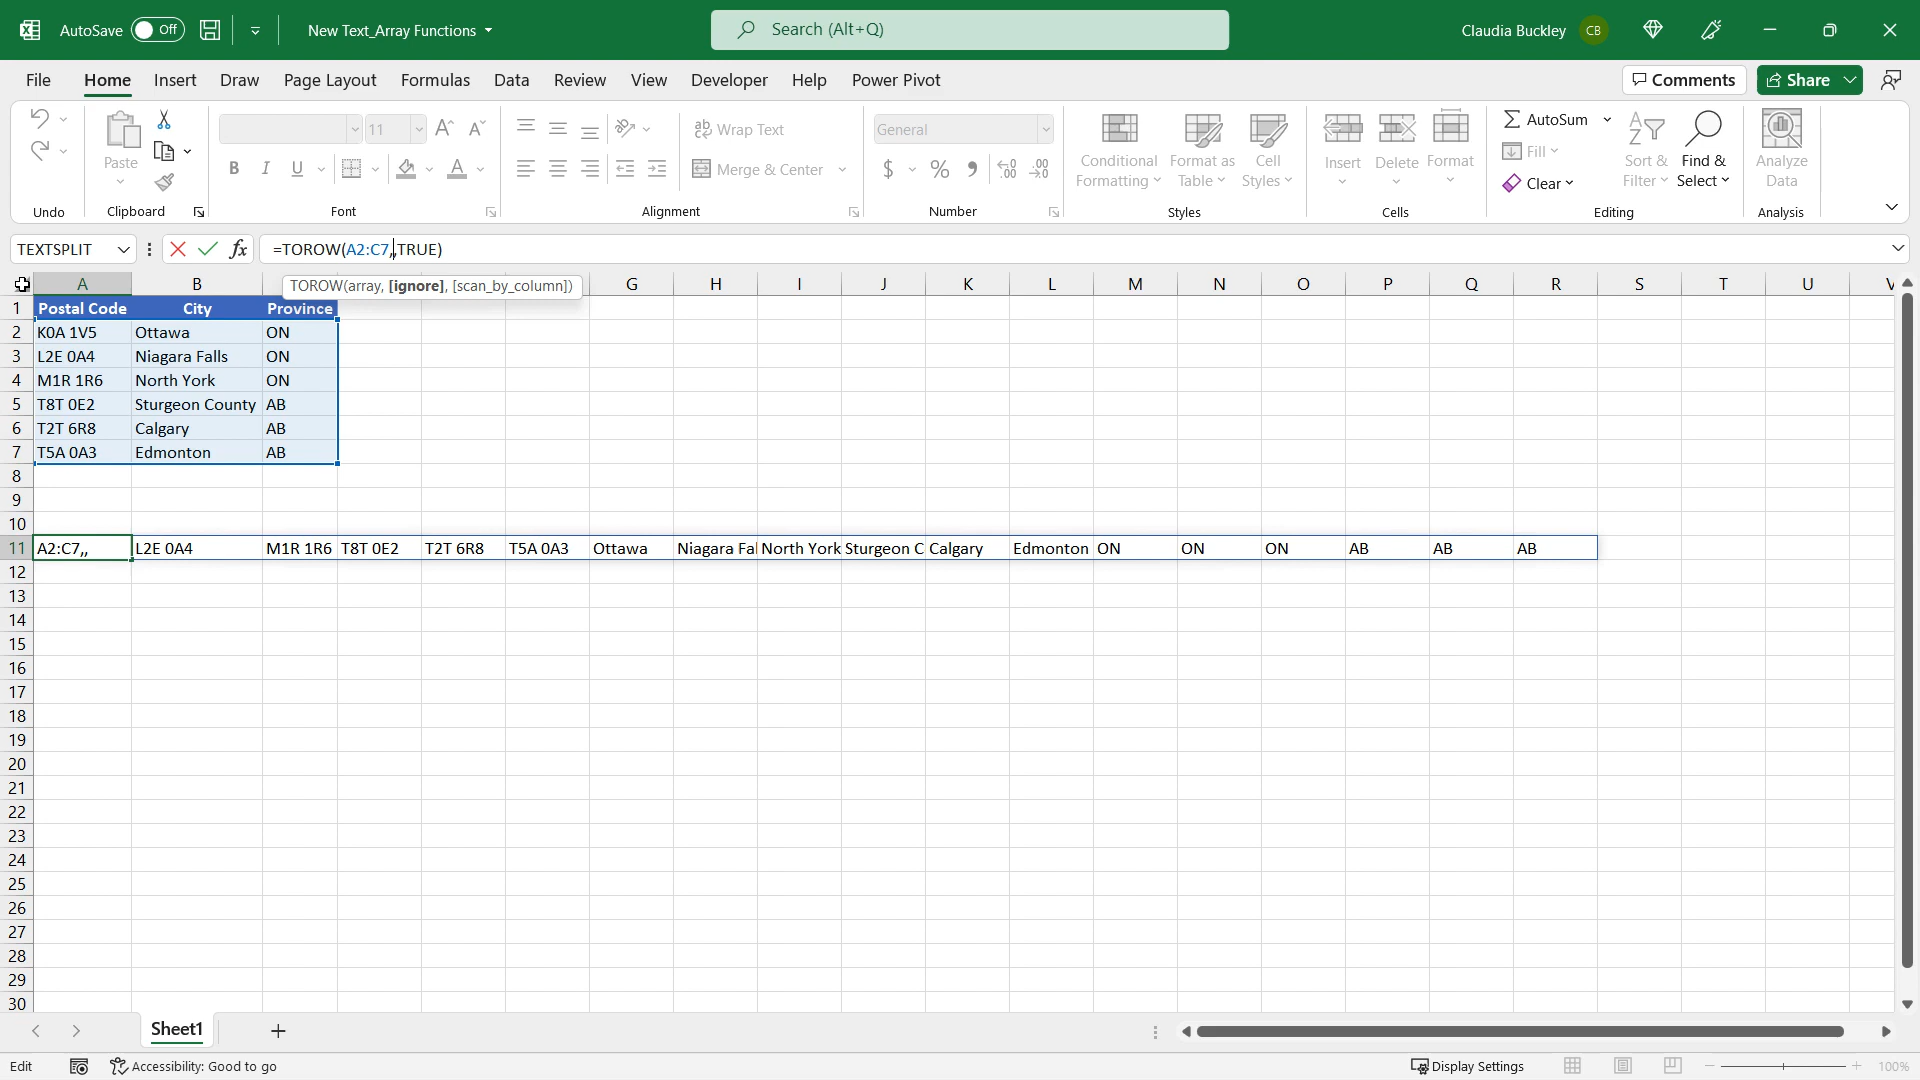 AutoSave Off New Text_Array Functions Search (Alt+Q) Claudia Buckley CB
File Home Insert Draw Page Layout Formulas Data Review View Developer Help Power Pivot Comments Share
Paste
Clipboard
Undo
11
B I U
Font
ab Wrap Text
Merge & Center
Alignment
General
$ % 9 .00 .00
Number
Conditional Formatting
Format as Table
Cell Styles
Styles
Insert Delete Format
Cells
AutoSum
Fill
Clear
Sort & Filter
Find & Select
Editing
Analyze Data
Analysis
TEXTSPLIT fx =TOROW(A2:C7,,TRUE)
TOROW(array, [ignore], [scan_by_column])
A B G H I J K L M N O P Q R S T U V
1 Postal Code City Province
2 K0A 1V5 Ottawa ON
3 L2E 0A4 Niagara Falls ON
4 M1R 1R6 North York ON
5 T8T 0E2 Sturgeon County AB
6 T2T 6R8 Calgary AB
7 T5A 0A3 Edmonton AB
8
9
10
11 A2:C7,, L2E 0A4 M1R 1R6 T8T 0E2 T2T 6R8 T5A 0A3 Ottawa Niagara Fal North York Sturgeon C Calgary Edmonton ON ON ON AB AB AB
12
13
14
15
16
17
18
19
20
21
22
23
24
25
26
27
28
29
30
Sheet1
Edit Accessibility: Good to go Display Settings 100%